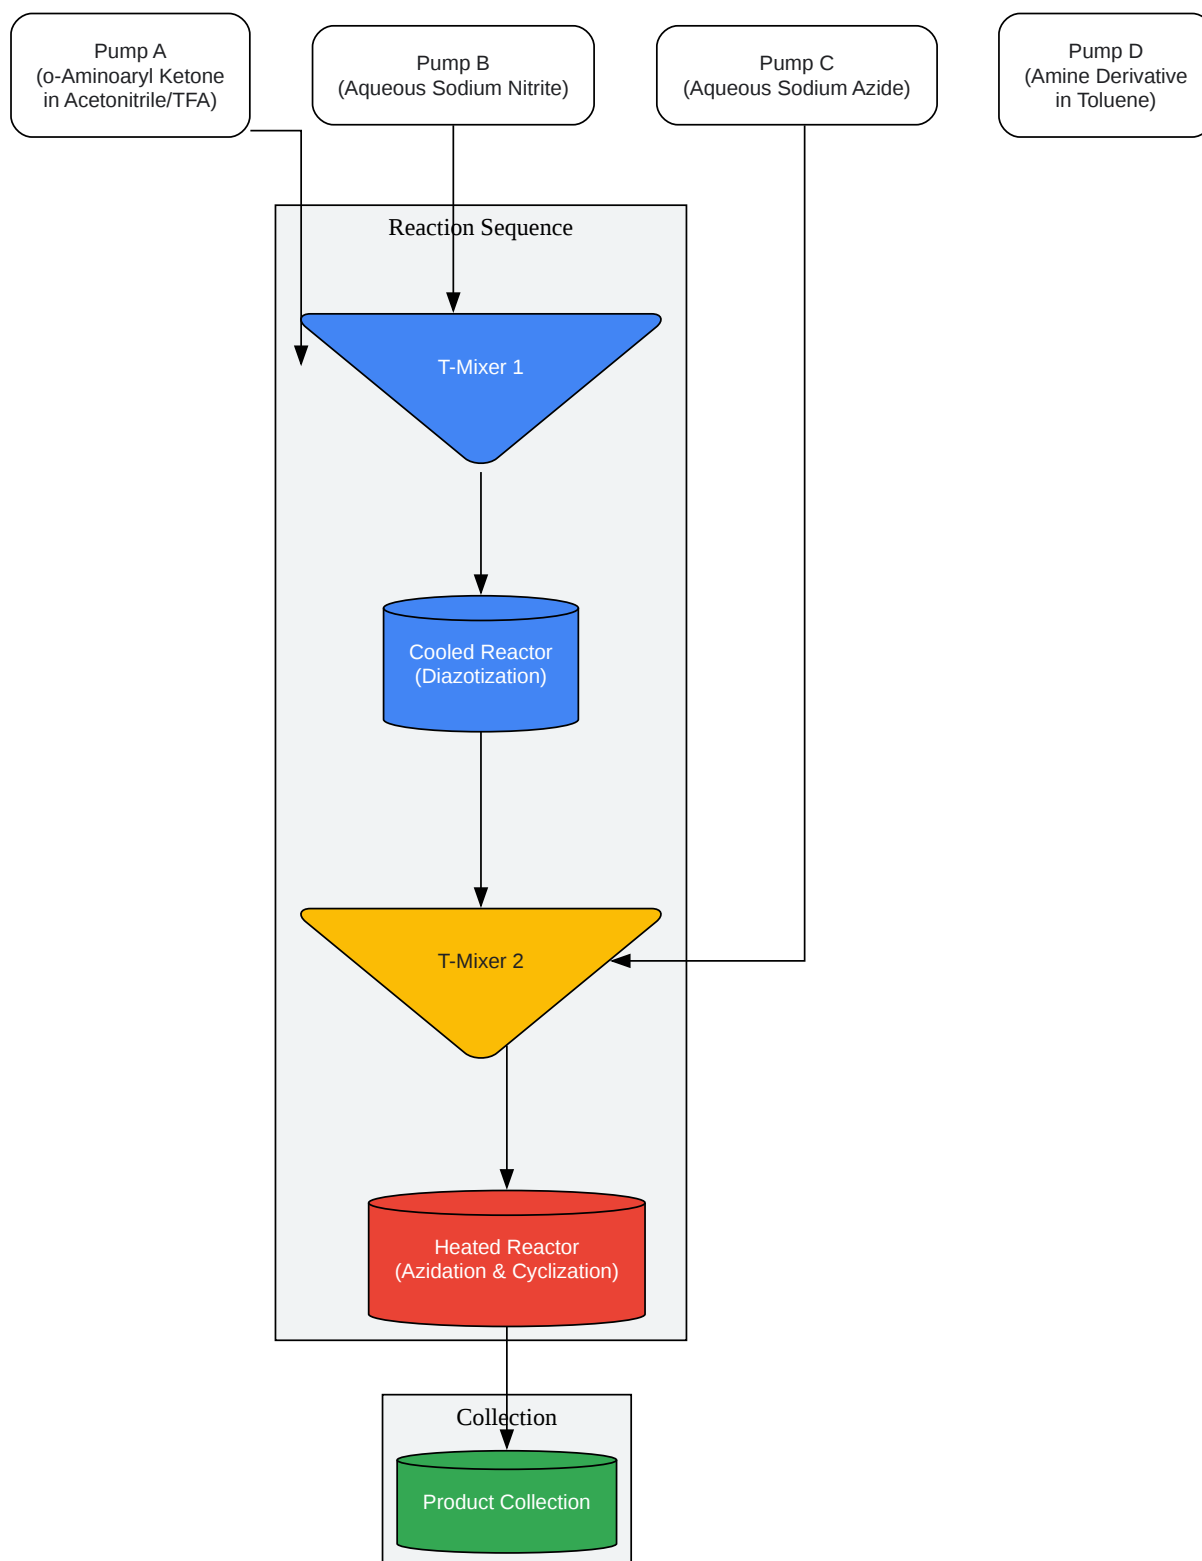 Pump A
(o-Aminoaryl Ketone
in Acetonitrile/TFA)
Pump B
(Aqueous Sodium Nitrite)
Pump C
(Aqueous Sodium Azide)
Pump D
(Amine Derivative
in Toluene)
Reaction Sequence
T-Mixer 1
Cooled Reactor
(Diazotization)
T-Mixer 2
Heated Reactor
(Azidation & Cyclization)
Collection
Product Collection